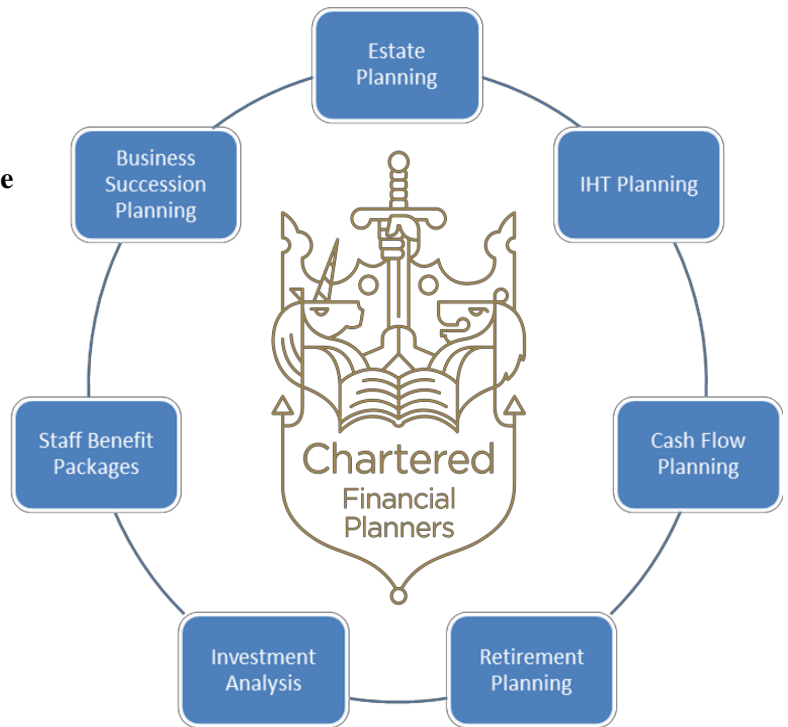 Estate
Planning
Business
Succession
Planning
e
IHT Planning
Staff Benefit
Packages
Cash Flow
Planning
Chartered
Financial
Planners
Investment
Analysis
Retirement
Planning